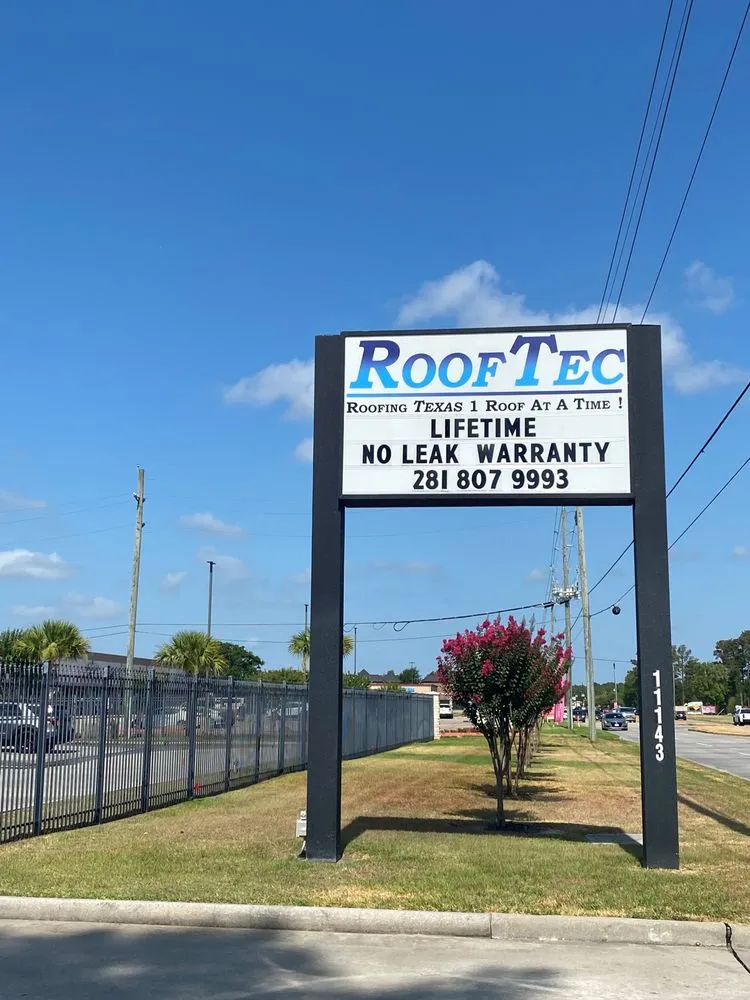 ROOFTEC
ROOFING TEXAS 1 ROOF AT A TIME !
LIFETIME
NO LEAK WARRANTY
281 807 9993
11143